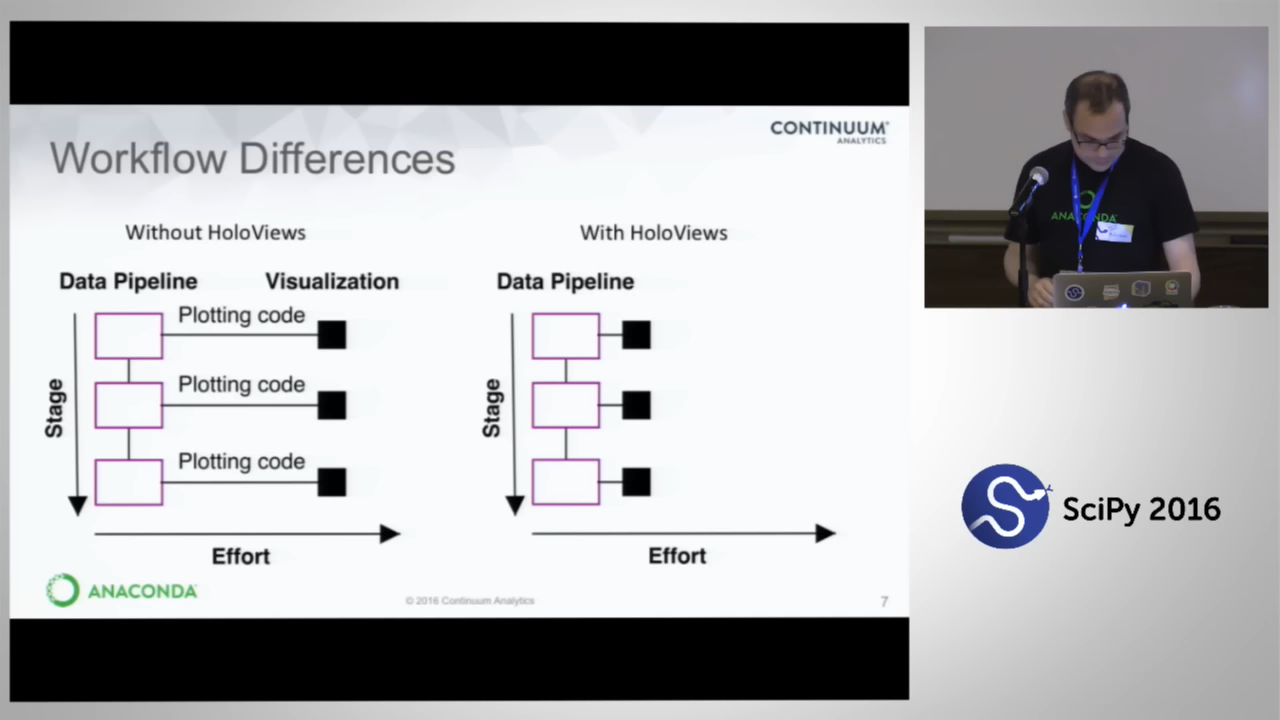 CONTINUUM®
ANALYTICS
Workflow Differences
Without HoloViews
With HoloViews
Data Pipeline
Visualization
Data Pipeline
Plotting code
Plotting code
Plotting code
Stage
Stage
Effort
Effort
ANACONDA
© 2016 Continuum Analytics
7
ANACONDA
SciPy 2016